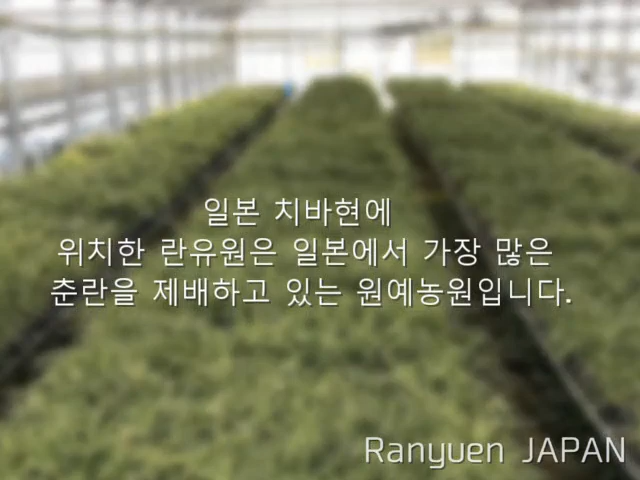 일본 치바현에
위치한 란유원은 일본에서 가장 많은
춘란을 제배하고 있는 원예농원입니다.
Ranyuen JAPAN